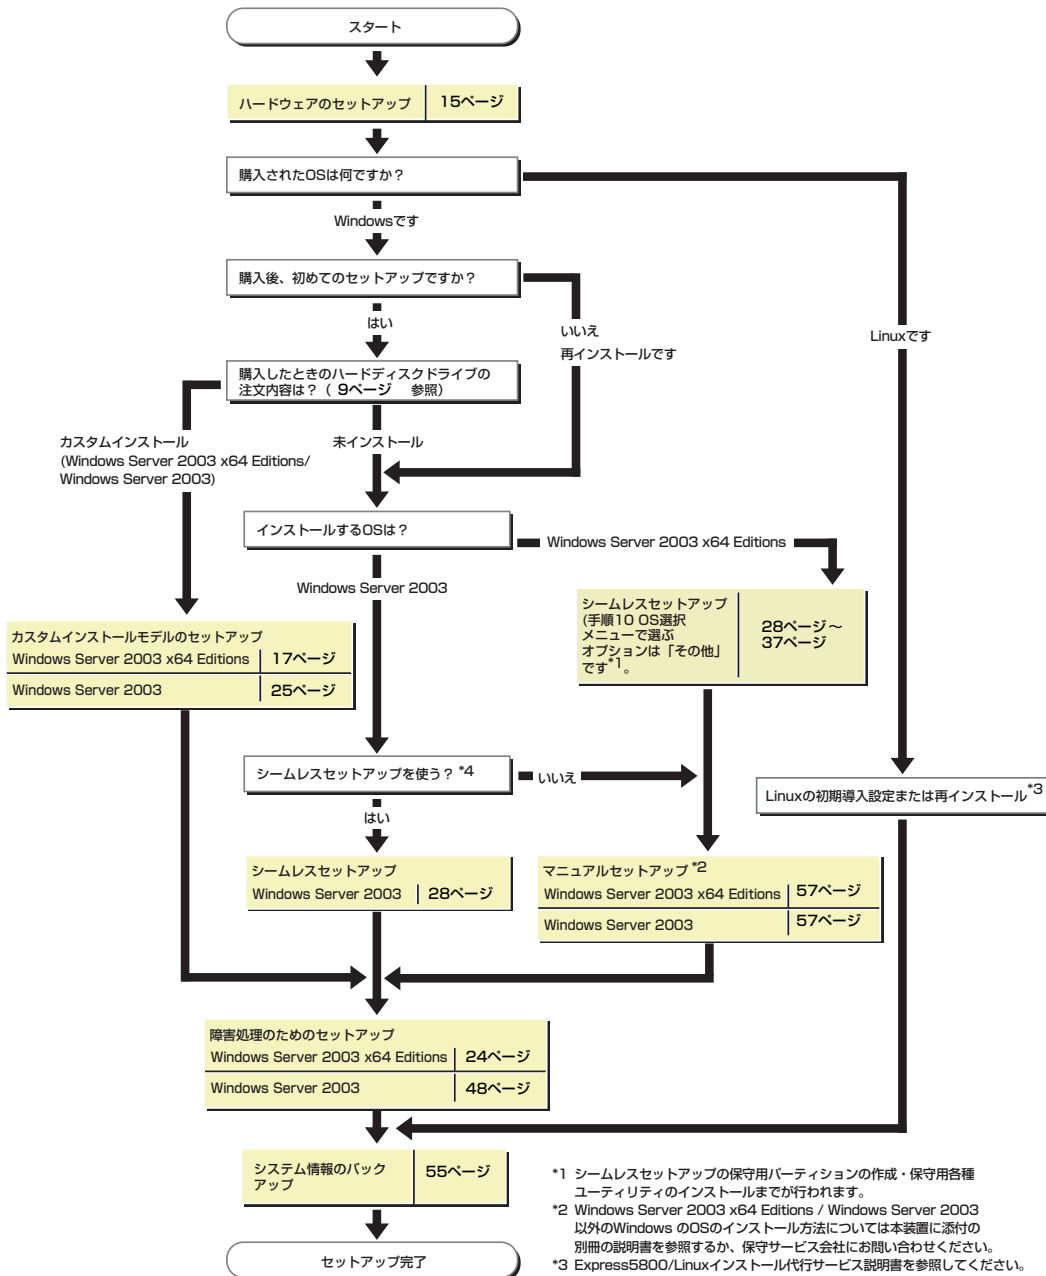 スタート
ハードウェアのセットアップ 15ページ
購入されたOSは何ですか？
Windowsです
購入後、初めてのセットアップですか？
はい
いいえ
再インストールです
Linuxです
購入したときのハードディスクドライブの
注文内容は？（ 9ページ 参照）
カスタムインストール
(Windows Server 2003 x64 Editions/
Windows Server 2003)
未インストール
インストールするOSは？
Windows Server 2003 x64 Editions
Windows Server 2003
シームレスセットアップ
(手順10 OS選択
メニューで選ぶ
オプションは「その他」
です*1。
28ページ～
37ページ
カスタムインストールモデルのセットアップ
Windows Server 2003 x64 Editions 17ページ
Windows Server 2003 25ページ
シームレスセットアップを使う？ *4
いいえ
はい
Linuxの初期導入設定または再インストール*3
シームレスセットアップ
Windows Server 2003 28ページ
マニュアルセットアップ *2
Windows Server 2003 x64 Editions 57ページ
Windows Server 2003 57ページ
障害処理のためのセットアップ
Windows Server 2003 x64 Editions 24ページ
Windows Server 2003 48ページ
システム情報のバック
アップ
55ページ
セットアップ完了
*1 シームレスセットアップの保守用パーティションの作成・保守用各種
ユーティリティのインストールまでが行われます。
*2 Windows Server 2003 x64 Editions / Windows Server 2003
以外のWindows のOSのインストール方法については本装置に添付の
別冊の説明書を参照するか、保守サービス会社にお問い合わせください。
*3 Express5800/Linuxインストール代行サービス説明書を参照してください。